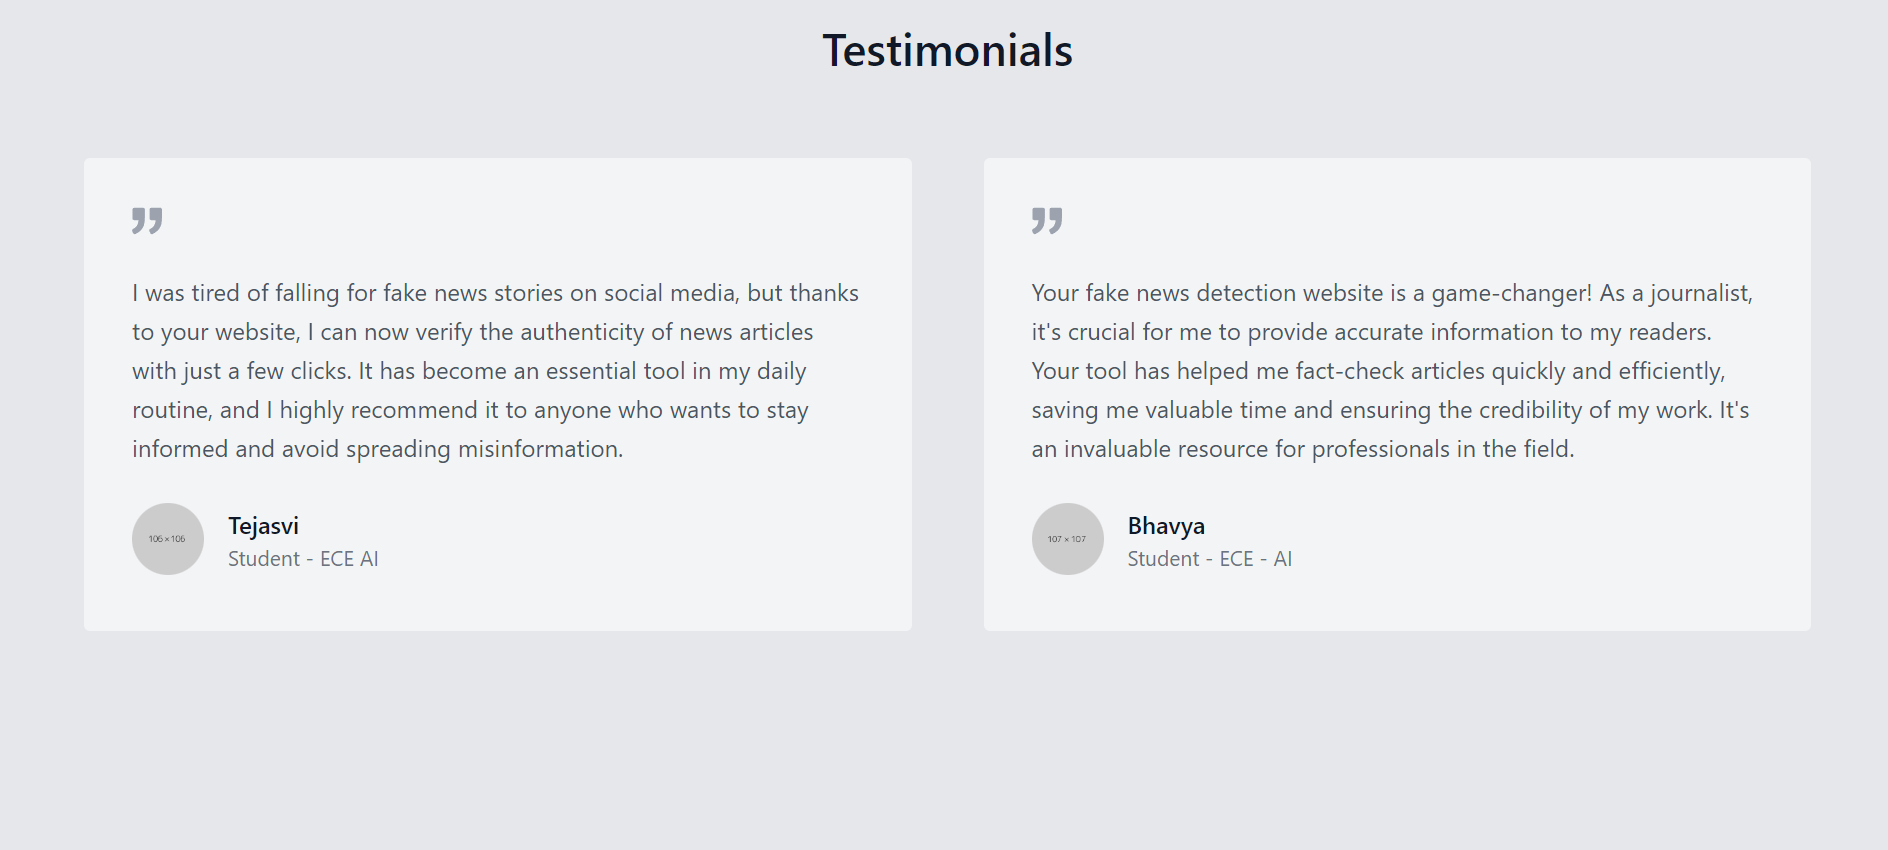 Testimonials
I was tired of falling for fake news stories on social media, but thanks
to your website, I can now verify the authenticity of news articles
with just a few clicks. It has become an essential tool in my daily
routine, and I highly recommend it to anyone who wants to stay
informed and avoid spreading misinformation.
106×106
Tejasvi
Student - ECE AI
Your fake news detection website is a game-changer! As a journalist,
it's crucial for me to provide accurate information to my readers.
Your tool has helped me fact-check articles quickly and efficiently,
saving me valuable time and ensuring the credibility of my work. It's
an invaluable resource for professionals in the field.
107×107
Bhavya
Student - ECE - AI